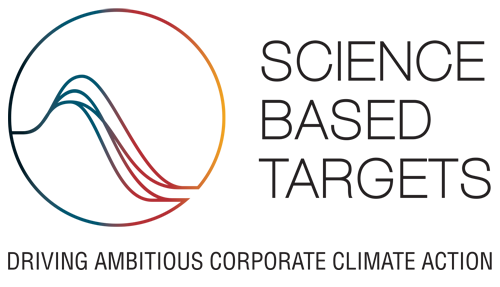 SCIENCE
BASED
TARGETS
DRIVING AMBITIOUS CORPORATE CLIMATE ACTION